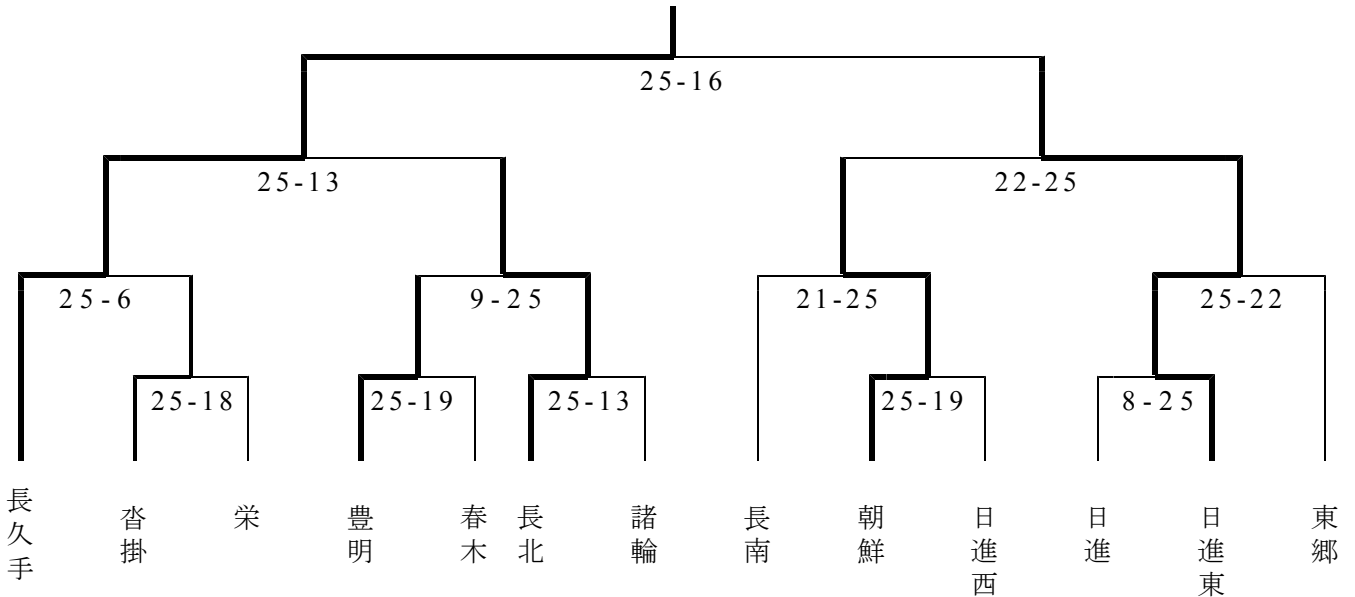 25-16
25-13
22-25
25-6
9-25
21-25
25-22
25-18
25-19
25-13
25-19
8-25
長久手
沓掛
栄
豊明
春木
長北
諸輪
長南
朝鮮
日進西
日進
日進東
東郷